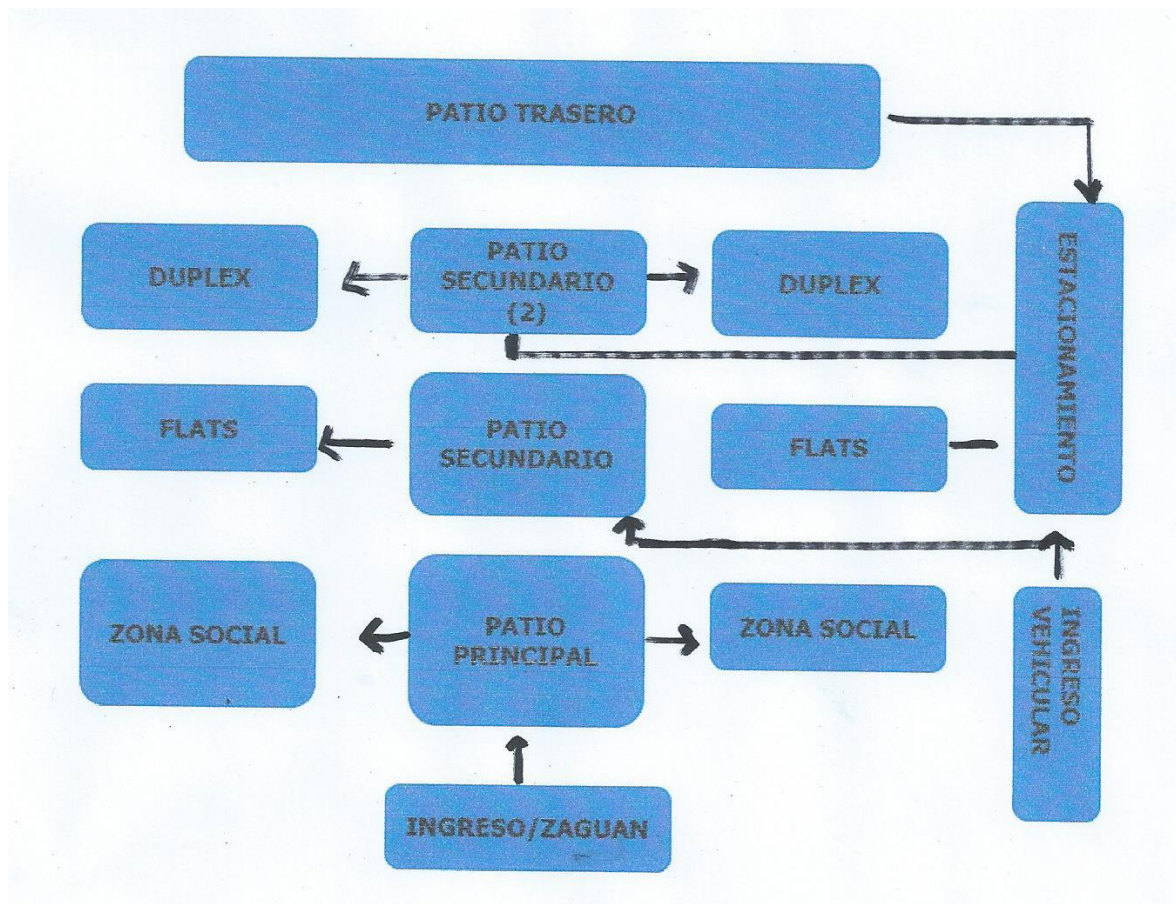 PATIO TRASERO
DUPLEX
PATIO
SECUNDARIO
(2)
DUPLEX
ESTACIONAMIENTO
FLATS
PATIO
SECUNDARIO
FLATS
ZONA SOCIAL
PATIO
PRINCIPAL
ZONA SOCIAL
INGRESO
VEHICULAR
INGRESO/ZAGUAN